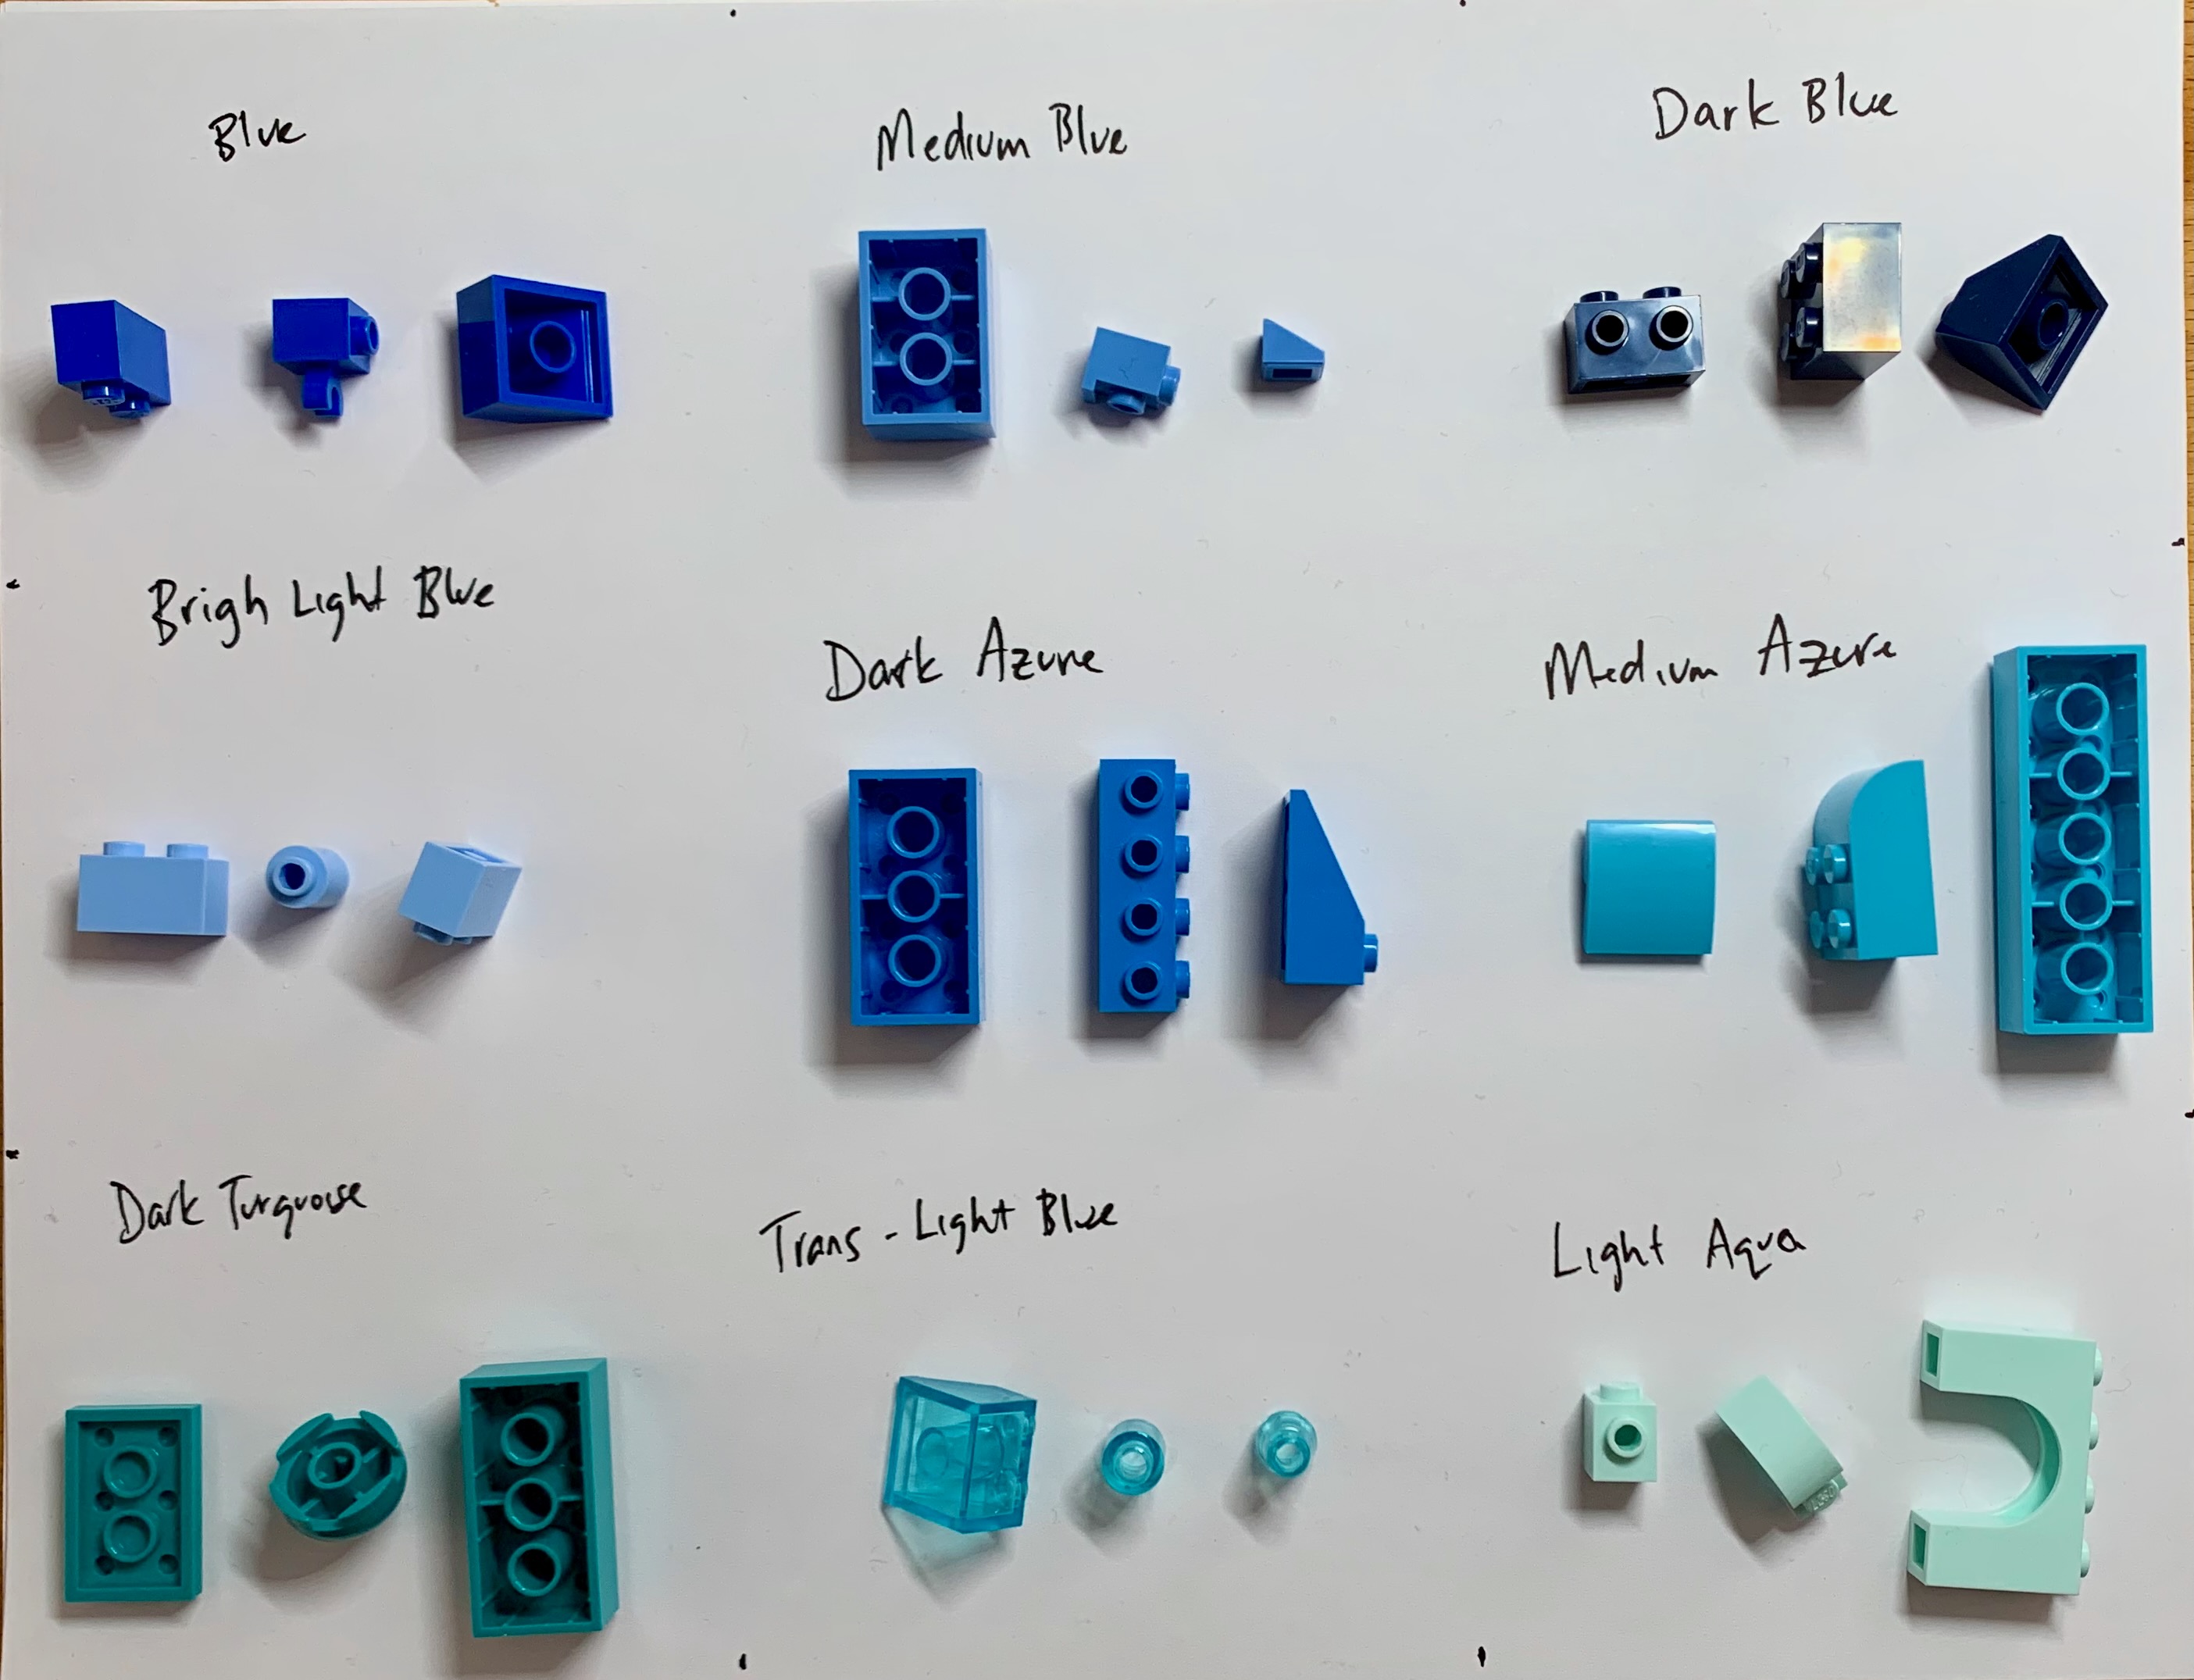 Blue
Medium Blue
Dark Blue
Brigh Light Blue
Dark Azure
Medium Azure
Dark Turquoise
Trans-Light Blue
Light Aqua